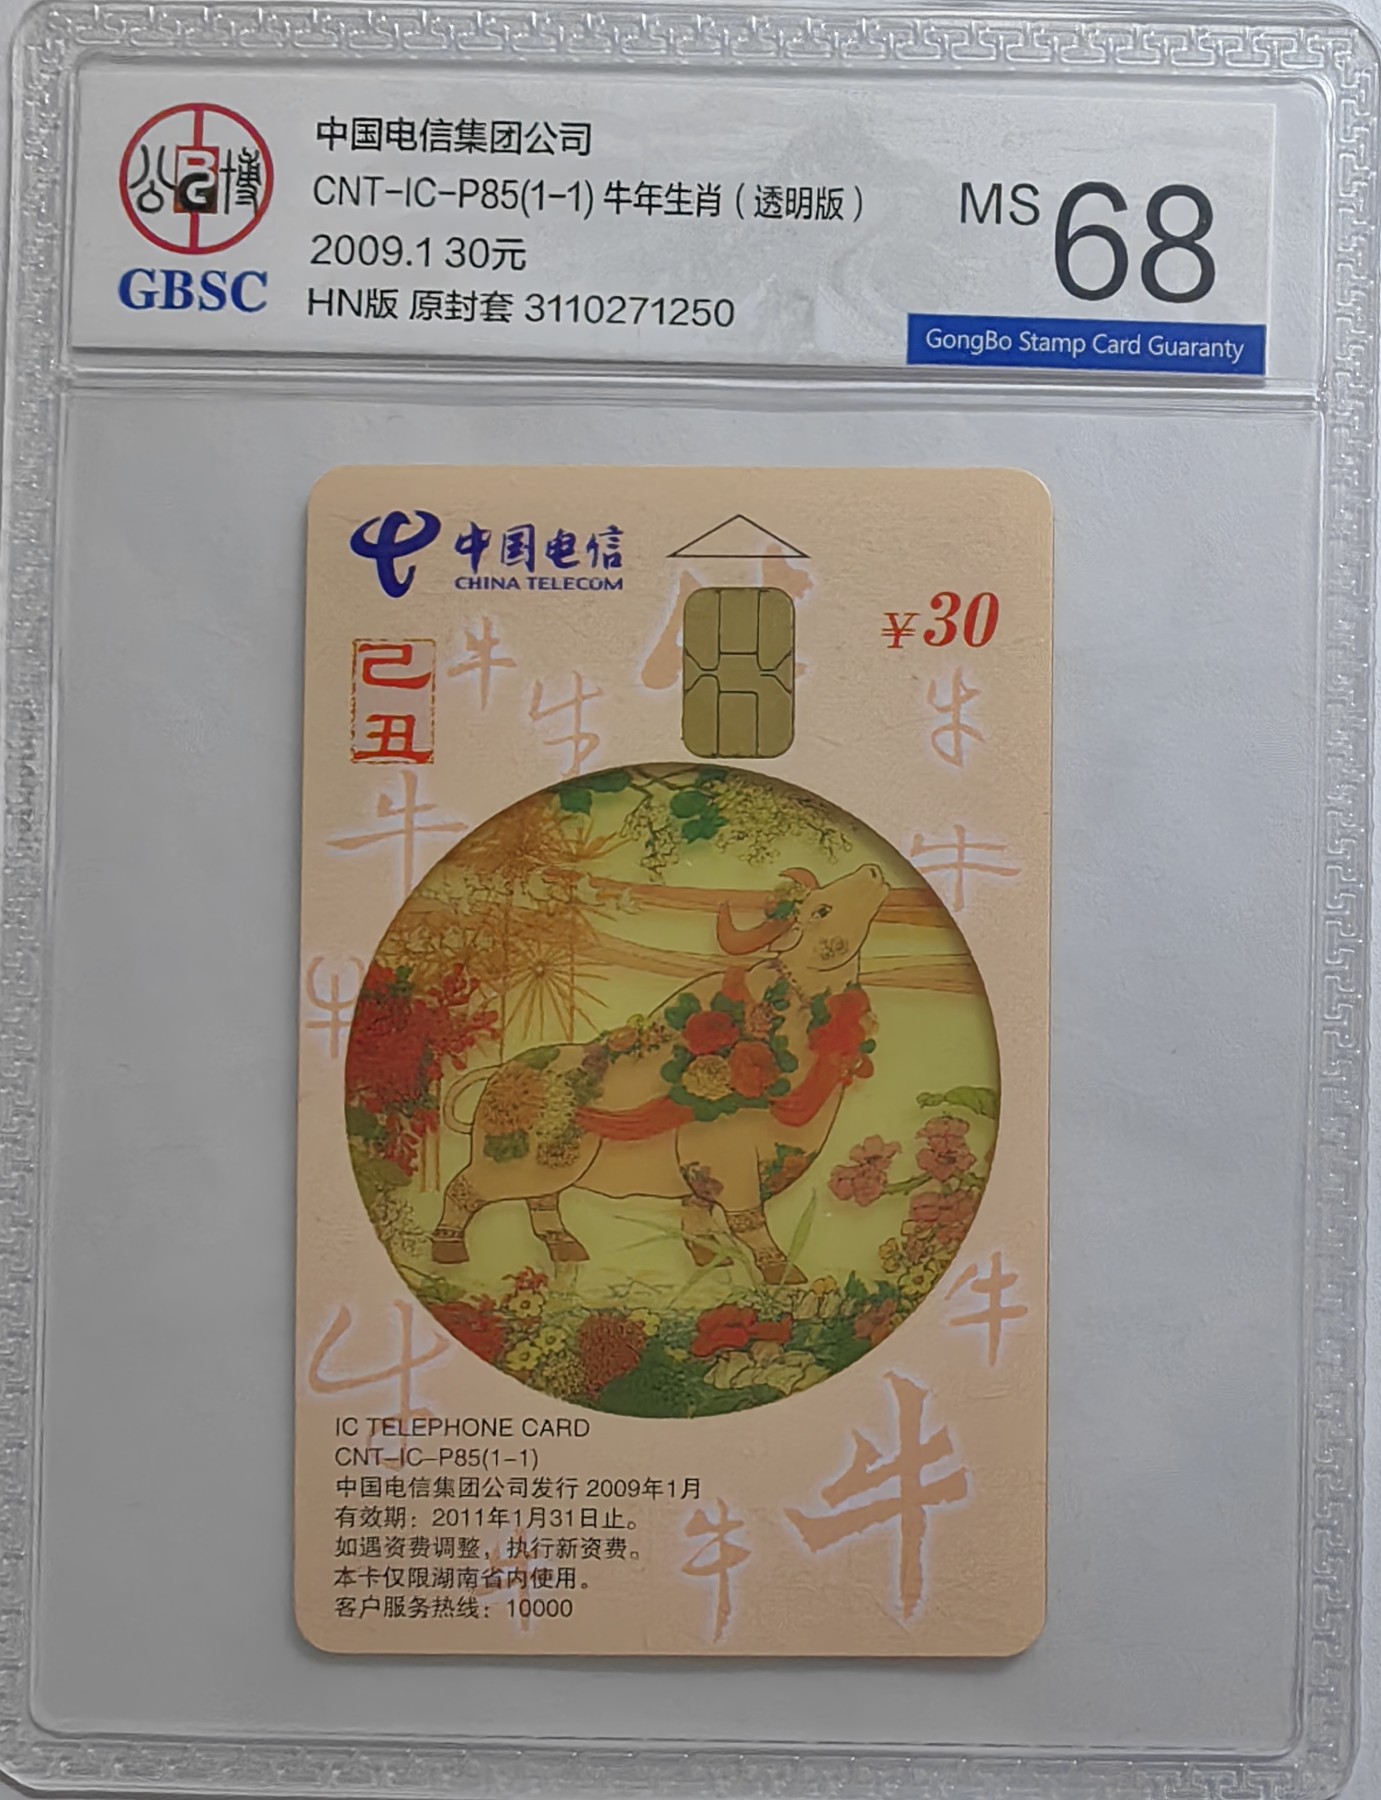 公博
GBSC
中国电信集团公司
CNT-IC-P85(1-1) 牛年生肖（透明版）
2009.1 30元
HN版 原封套 3110271250
MS 68
GongBo Stamp Card Guaranty
中国电信
CHINA TELECOM
¥30
己丑
牛
牛
牛
牛
牛
牛
牛
牛
牛
牛
牛
IC TELEPHONE CARD
CNT-IC-P85(1-1)
中国电信集团公司发行 2009年1月
有效期：2011年1月31日止。
如遇资费调整，执行新资费。
本卡仅限湖南省内使用。
客户服务热线：10000